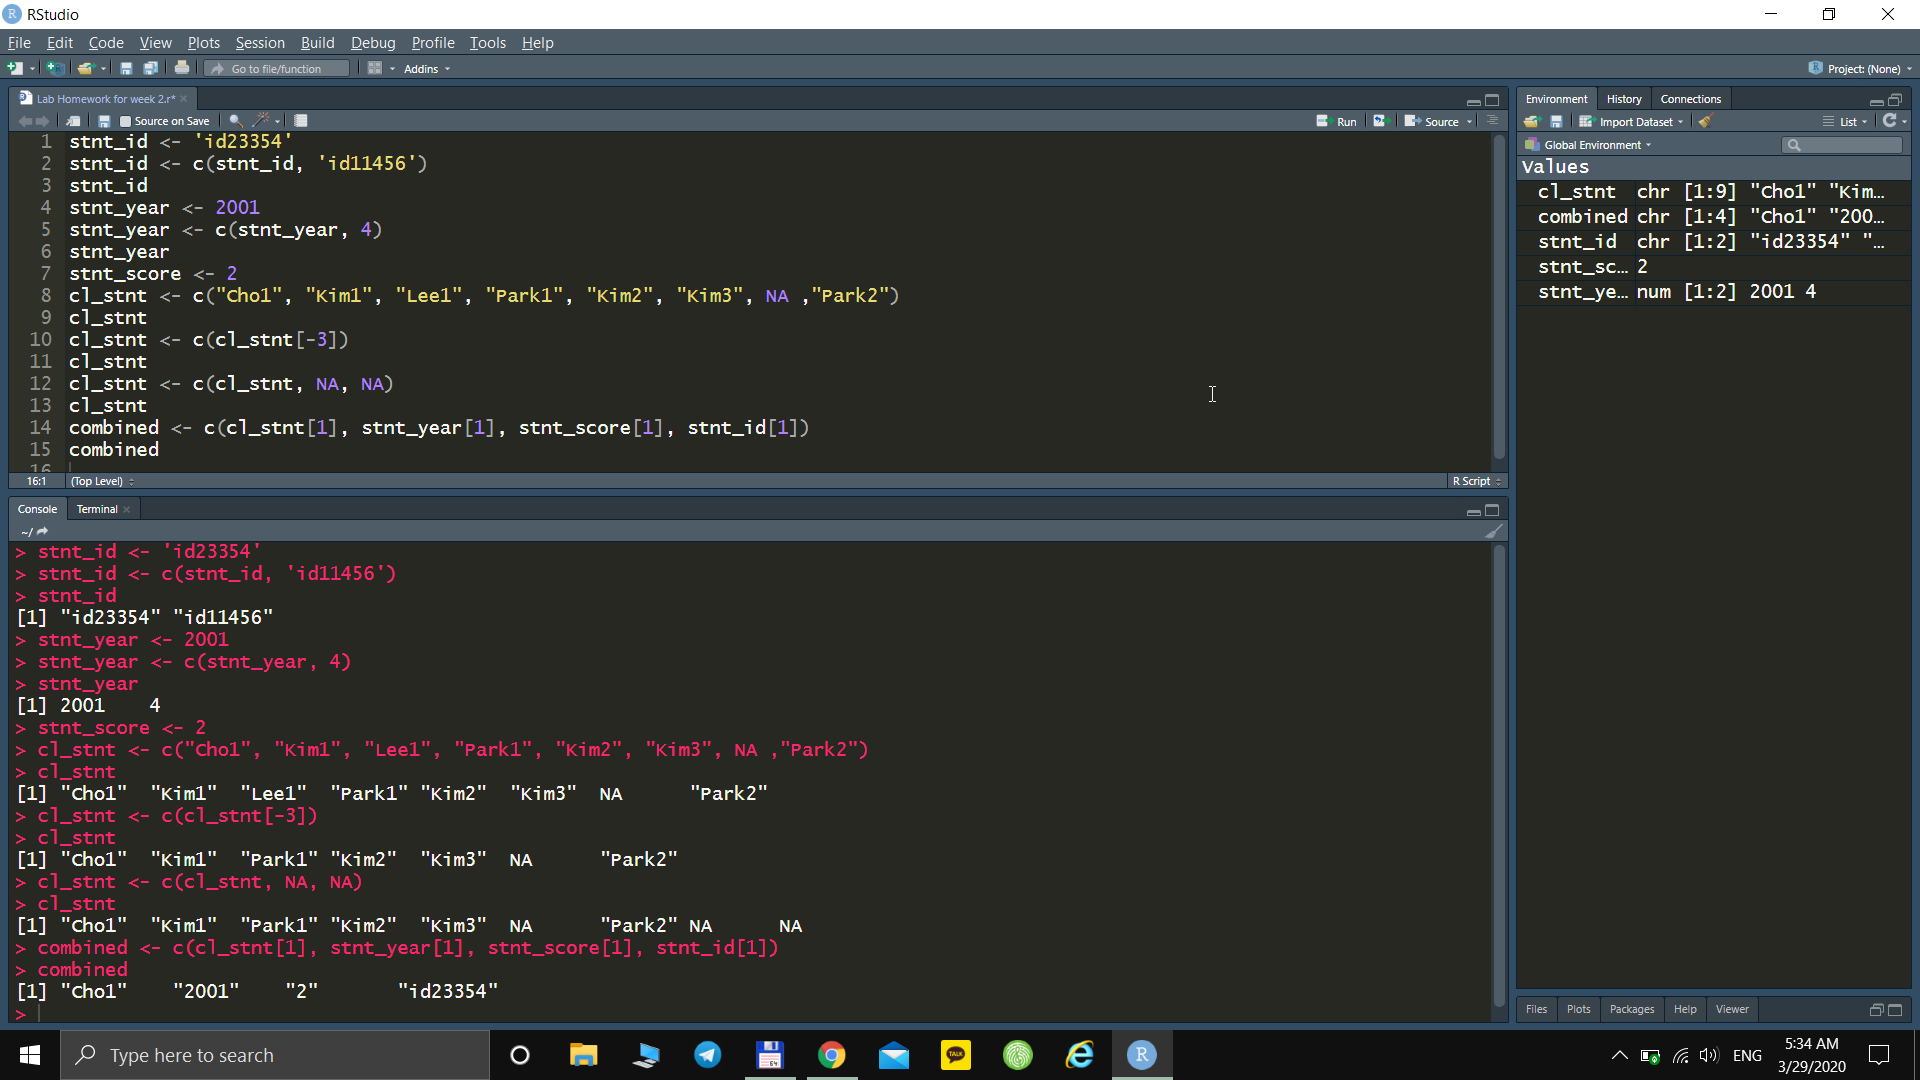 RStudio
File Edit Code View Plots Session Build Debug Profile Tools Help
Go to file/function Addins Project: (None)
Lab Homework for week 2.r*
Source on Save Run Source
1 stnt_id <- 'id23354'
2 stnt_id <- c(stnt_id, 'id11456')
3 stnt_id
4 stnt_year <- 2001
5 stnt_year <- c(stnt_year, 4)
6 stnt_year
7 stnt_score <- 2
8 cl_stnt <- c("Cho1", "Kim1", "Lee1", "Park1", "Kim2", "Kim3", NA ,"Park2")
9 cl_stnt
10 cl_stnt <- c(cl_stnt[-3])
11 cl_stnt
12 cl_stnt <- c(cl_stnt, NA, NA)
13 cl_stnt
14 combined <- c(cl_stnt[1], stnt_year[1], stnt_score[1], stnt_id[1])
15 combined
16
16:1 (Top Level) R Script
Console Terminal
~/
> stnt_id <- 'id23354'
> stnt_id <- c(stnt_id, 'id11456')
> stnt_id
[1] "id23354" "id11456"
> stnt_year <- 2001
> stnt_year <- c(stnt_year, 4)
> stnt_year
[1] 2001    4
> stnt_score <- 2
> cl_stnt <- c("Cho1", "Kim1", "Lee1", "Park1", "Kim2", "Kim3", NA ,"Park2")
> cl_stnt
[1] "Cho1"  "Kim1"  "Lee1"  "Park1" "Kim2"  "Kim3"  NA      "Park2"
> cl_stnt <- c(cl_stnt[-3])
> cl_stnt
[1] "Cho1"  "Kim1"  "Park1" "Kim2"  "Kim3"  NA      "Park2"
> cl_stnt <- c(cl_stnt, NA, NA)
> cl_stnt
[1] "Cho1"  "Kim1"  "Park1" "Kim2"  "Kim3"  NA      "Park2" NA      NA
> combined <- c(cl_stnt[1], stnt_year[1], stnt_score[1], stnt_id[1])
> combined
[1] "Cho1"    "2001"    "2"       "id23354"
>
Environment History Connections
Import Dataset List
Global Environment
Values
cl_stnt chr [1:9] "Cho1" "Kim…
combined chr [1:4] "Cho1" "200…
stnt_id chr [1:2] "id23354" "…
stnt_sc… 2
stnt_ye… num [1:2] 2001 4
Files Plots Packages Help Viewer
Type here to search
TALK
64
R
ENG
5:34 AM
3/29/2020